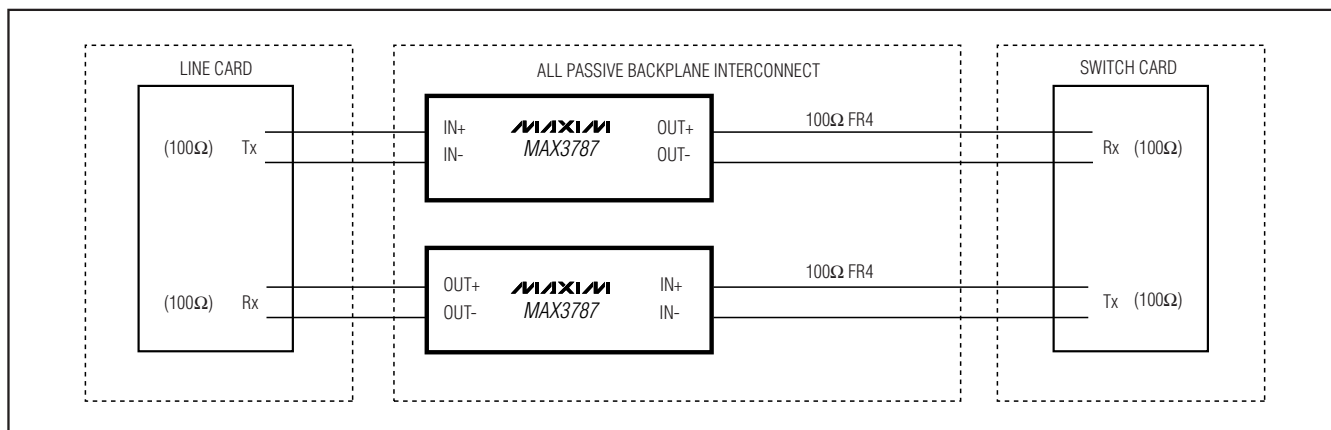 LINE CARD
(100Ω) Tx
(100Ω) Rx
ALL PASSIVE BACKPLANE INTERCONNECT
IN+ MAXIM OUT+
IN- MAX3787 OUT-
100Ω FR4
OUT+ MAXIM IN+
OUT- MAX3787 IN-
100Ω FR4
SWITCH CARD
Rx (100Ω)
Tx (100Ω)